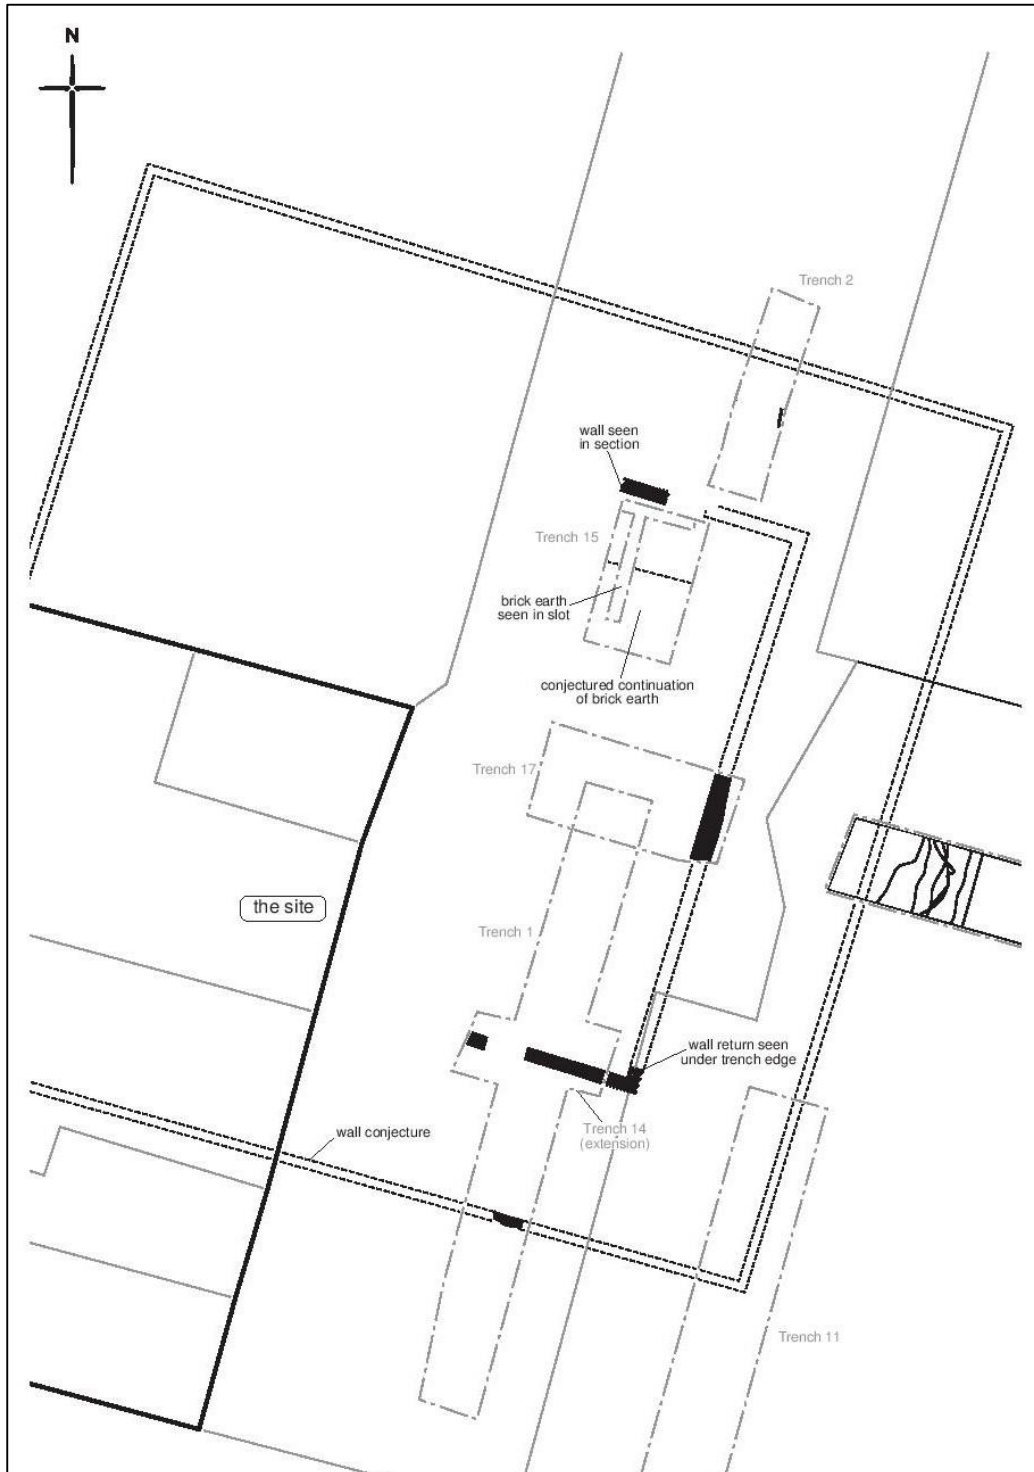 N
Trench 2
wall seen
in section
Trench 15
brick earth
seen in slot
conjectured continuation
of brick earth
Trench 17
the site
Trench 1
wall return seen
under trench edge
wall conjecture
Trench 14
(extension)
Trench 11